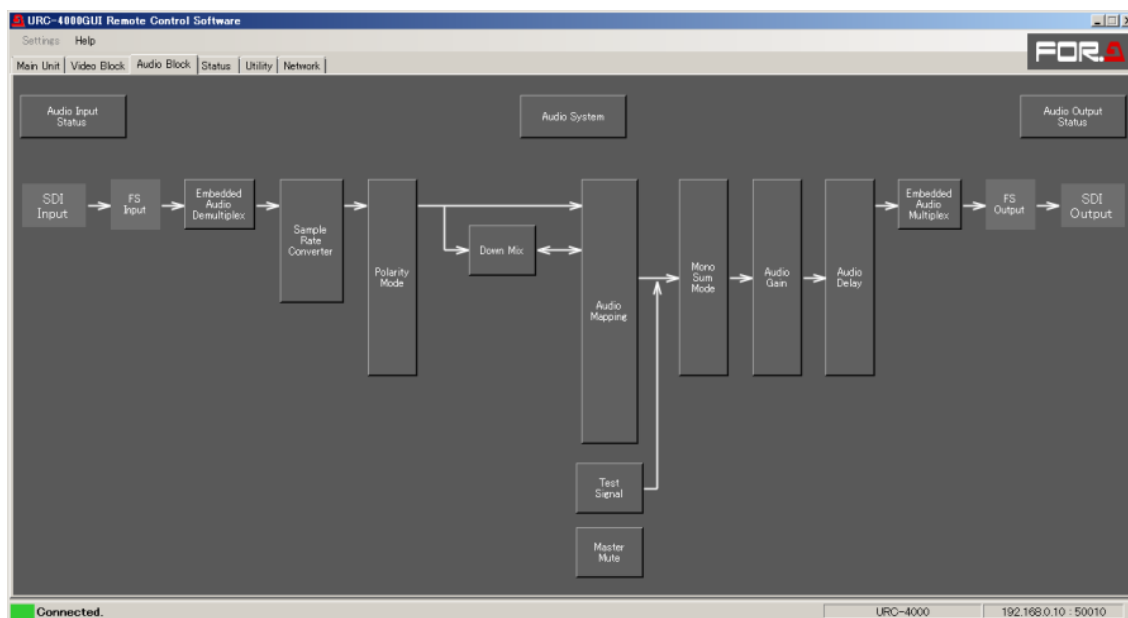 URC-4000GUI Remote Control Software
Settings Help
FOR.A
Main Unit Video Block Audio Block Status Utility Network
Audio Input
Status
Audio System
Audio Output
Status
SDI
Input
FS
Input
Embedded
Audio
Demultiplex
Sample
Rate
Converter
Polarity
Mode
Down Mix
Audio
Mapping
Mono
Sum
Mode
Audio
Gain
Audio
Delay
Embedded
Audio
Multiplex
FS
Output
SDI
Output
Test
Signal
Master
Mute
Connected.
URC-4000
192.168.0.10 : 50010